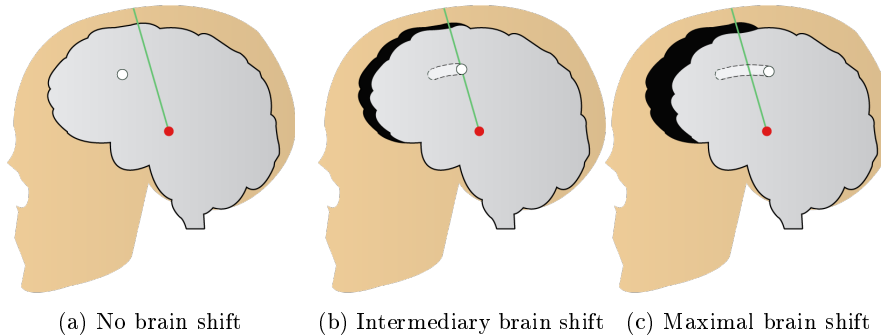 (a) No brain shift
(b) Intermediary brain shift
(c) Maximal brain shift